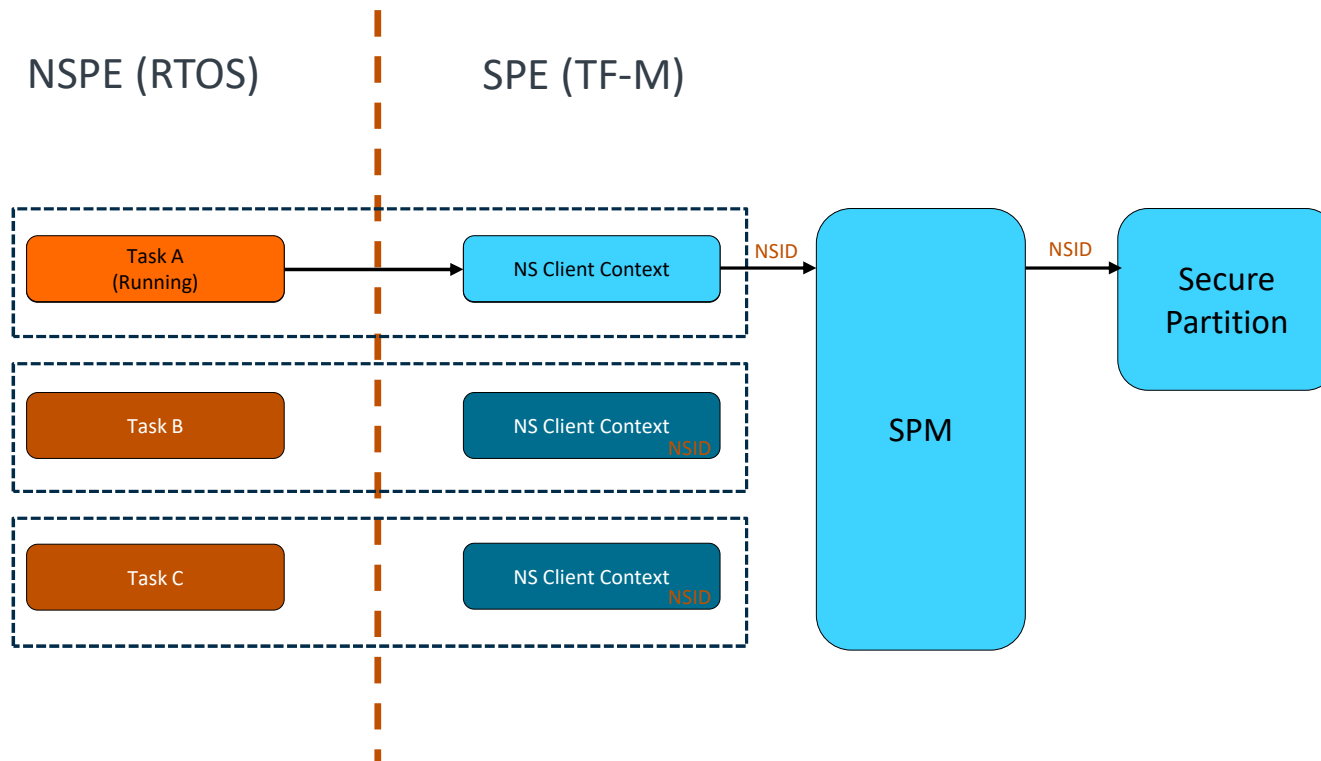 NSPE (RTOS)
SPE (TF-M)
Task A
(Running)
NS Client Context
NSID
SPM
NSID
Secure
Partition
Task B
NS Client Context
NSID
Task C
NS Client Context
NSID